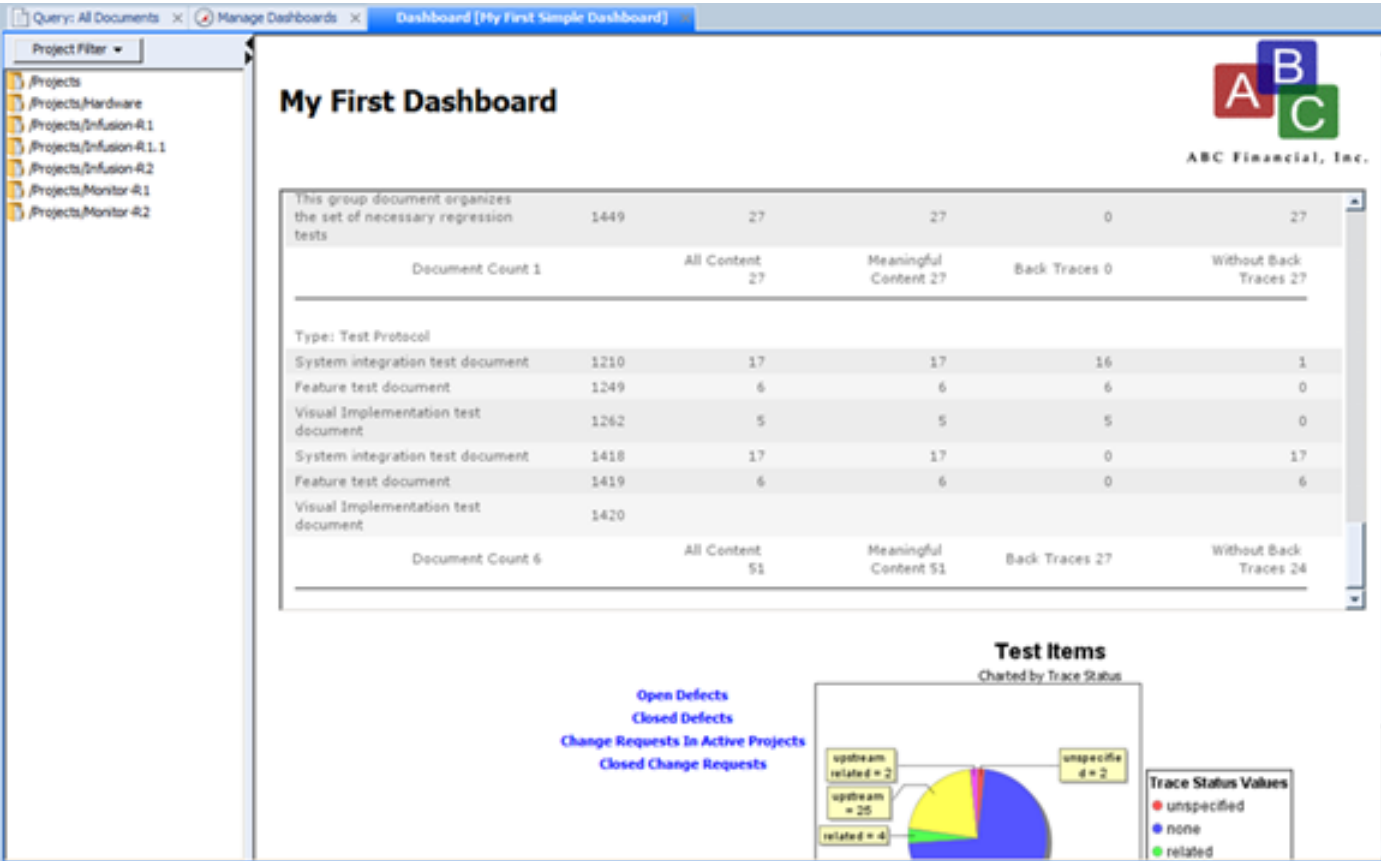 Query: All Documents
Manage Dashboards
Dashboard [My First Simple Dashboard]
Project Filter
/Projects
/Projects/Hardware
/Projects/Infusion-R1
/Projects/Infusion-R1.1
/Projects/Infusion-R2
/Projects/Monitor-R1
/Projects/Monitor-R2
My First Dashboard
A B C
ABC Financial, Inc.
This group document organizes
the set of necessary regression 1449 27 27 0 27
tests
All Content Meaningful Without Back
Document Count 1 Back Traces 0
27 Content 27 Traces 27
Type: Test Protocol
System integration test document 1210 17 17 16 1
Feature test document 1249 6 6 6 0
Visual Implementation test
document 1262 5 5 5 0
System integration test document 1418 17 17 0 17
Feature test document 1419 6 6 0 6
Visual Implementation test
document 1420
All Content Meaningful Without Back
Document Count 6 Back Traces 27
51 Content 51 Traces 24
Open Defects
Closed Defects
Change Requests In Active Projects
Closed Change Requests
Test Items
Charted by Trace Status
upstream
related = 2
unspecifie
d = 2
upstream
= 25
related = 4
Trace Status Values
unspecified
none
related